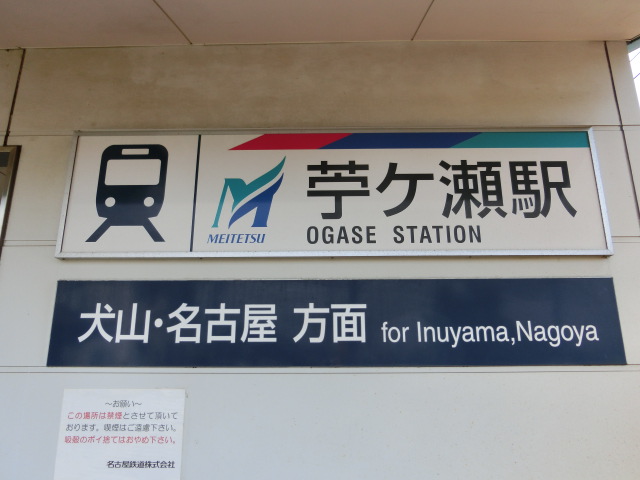 苧ケ瀬駅
MEITETSU
OGASE STATION
犬山・名古屋 方面 for Inuyama,Nagoya
〜お願い〜
この場所は禁煙とさせて頂いて
おります。喫煙はご遠慮下さい。
吸殻のポイ捨てはおやめ下さい。
名古屋鉄道株式会社